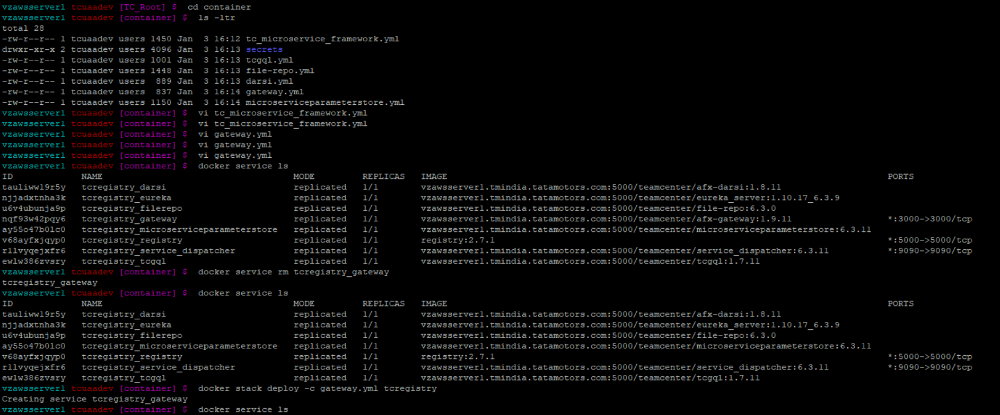 vzawsserver1 tcuaadev [TC_Root] $ cd container
vzawsserver1 tcuaadev [container] $ ls -ltr
total 28
-rw-r--r-- 1 tcuaadev users 1450 Jan 3 16:12 tc_microservice_framework.yml
drwxr-xr-x 2 tcuaadev users 4096 Jan 3 16:13 secrets
-rw-r--r-- 1 tcuaadev users 1001 Jan 3 16:13 tcgql.yml
-rw-r--r-- 1 tcuaadev users 1448 Jan 3 16:13 file-repo.yml
-rw-r--r-- 1 tcuaadev users 889 Jan 3 16:13 darsi.yml
-rw-r--r-- 1 tcuaadev users 837 Jan 3 16:14 gateway.yml
-rw-r--r-- 1 tcuaadev users 1150 Jan 3 16:14 microserviceparameterstore.yml
vzawsserver1 tcuaadev [container] $ vi tc_microservice_framework.yml
vzawsserver1 tcuaadev [container] $ vi tc_microservice_framework.yml
vzawsserver1 tcuaadev [container] $ vi gateway.yml
vzawsserver1 tcuaadev [container] $ vi gateway.yml
vzawsserver1 tcuaadev [container] $ vi gateway.yml
vzawsserver1 tcuaadev [container] $ docker service ls
ID NAME MODE REPLICAS IMAGE PORTS
tauliwwl9r5y tcregistry_darsi replicated 1/1 vzawsserver1.tmindia.tatamotors.com:5000/teamcenter/afx-darsi:1.8.11
njjadxtnha3k tcregistry_eureka replicated 1/1 vzawsserver1.tmindia.tatamotors.com:5000/teamcenter/eureka_server:1.10.17_6.3.9
u6v4ubunja9p tcregistry_filerepo replicated 1/1 vzawsserver1.tmindia.tatamotors.com:5000/teamcenter/file-repo:6.3.0
nqf93w42pqy6 tcregistry_gateway replicated 1/1 vzawsserver1.tmindia.tatamotors.com:5000/teamcenter/afx-gateway:1.9.11 *:3000->3000/tcp
ay55o47b0lc0 tcregistry_microserviceparameterstore replicated 1/1 vzawsserver1.tmindia.tatamotors.com:5000/teamcenter/microserviceparameterstore:6.3.11
v68ayfxjqyp0 tcregistry_registry replicated 1/1 registry:2.7.1 *:5000->5000/tcp
rllvyqejxfr6 tcregistry_service_dispatcher replicated 1/1 vzawsserver1.tmindia.tatamotors.com:5000/teamcenter/service_dispatcher:6.3.11 *:9090->9090/tcp
ewlw386zvsry tcregistry_tcgql replicated 1/1 vzawsserver1.tmindia.tatamotors.com:5000/teamcenter/tcgql:1.7.11
vzawsserver1 tcuaadev [container] $ docker service rm tcregistry_gateway
tcregistry_gateway
vzawsserver1 tcuaadev [container] $ docker service ls
ID NAME MODE REPLICAS IMAGE PORTS
tauliwwl9r5y tcregistry_darsi replicated 1/1 vzawsserver1.tmindia.tatamotors.com:5000/teamcenter/afx-darsi:1.8.11
njjadxtnha3k tcregistry_eureka replicated 1/1 vzawsserver1.tmindia.tatamotors.com:5000/teamcenter/eureka_server:1.10.17_6.3.9
u6v4ubunja9p tcregistry_filerepo replicated 1/1 vzawsserver1.tmindia.tatamotors.com:5000/teamcenter/file-repo:6.3.0
ay55o47b0lc0 tcregistry_microserviceparameterstore replicated 1/1 vzawsserver1.tmindia.tatamotors.com:5000/teamcenter/microserviceparameterstore:6.3.11
v68ayfxjqyp0 tcregistry_registry replicated 1/1 registry:2.7.1 *:5000->5000/tcp
rllvyqejxfr6 tcregistry_service_dispatcher replicated 1/1 vzawsserver1.tmindia.tatamotors.com:5000/teamcenter/service_dispatcher:6.3.11 *:9090->9090/tcp
ewlw386zvsry tcregistry_tcgql replicated 1/1 vzawsserver1.tmindia.tatamotors.com:5000/teamcenter/tcgql:1.7.11
vzawsserver1 tcuaadev [container] $ docker stack deploy -c gateway.yml tcregistry
Creating service tcregistry_gateway
vzawsserver1 tcuaadev [container] $ docker service ls